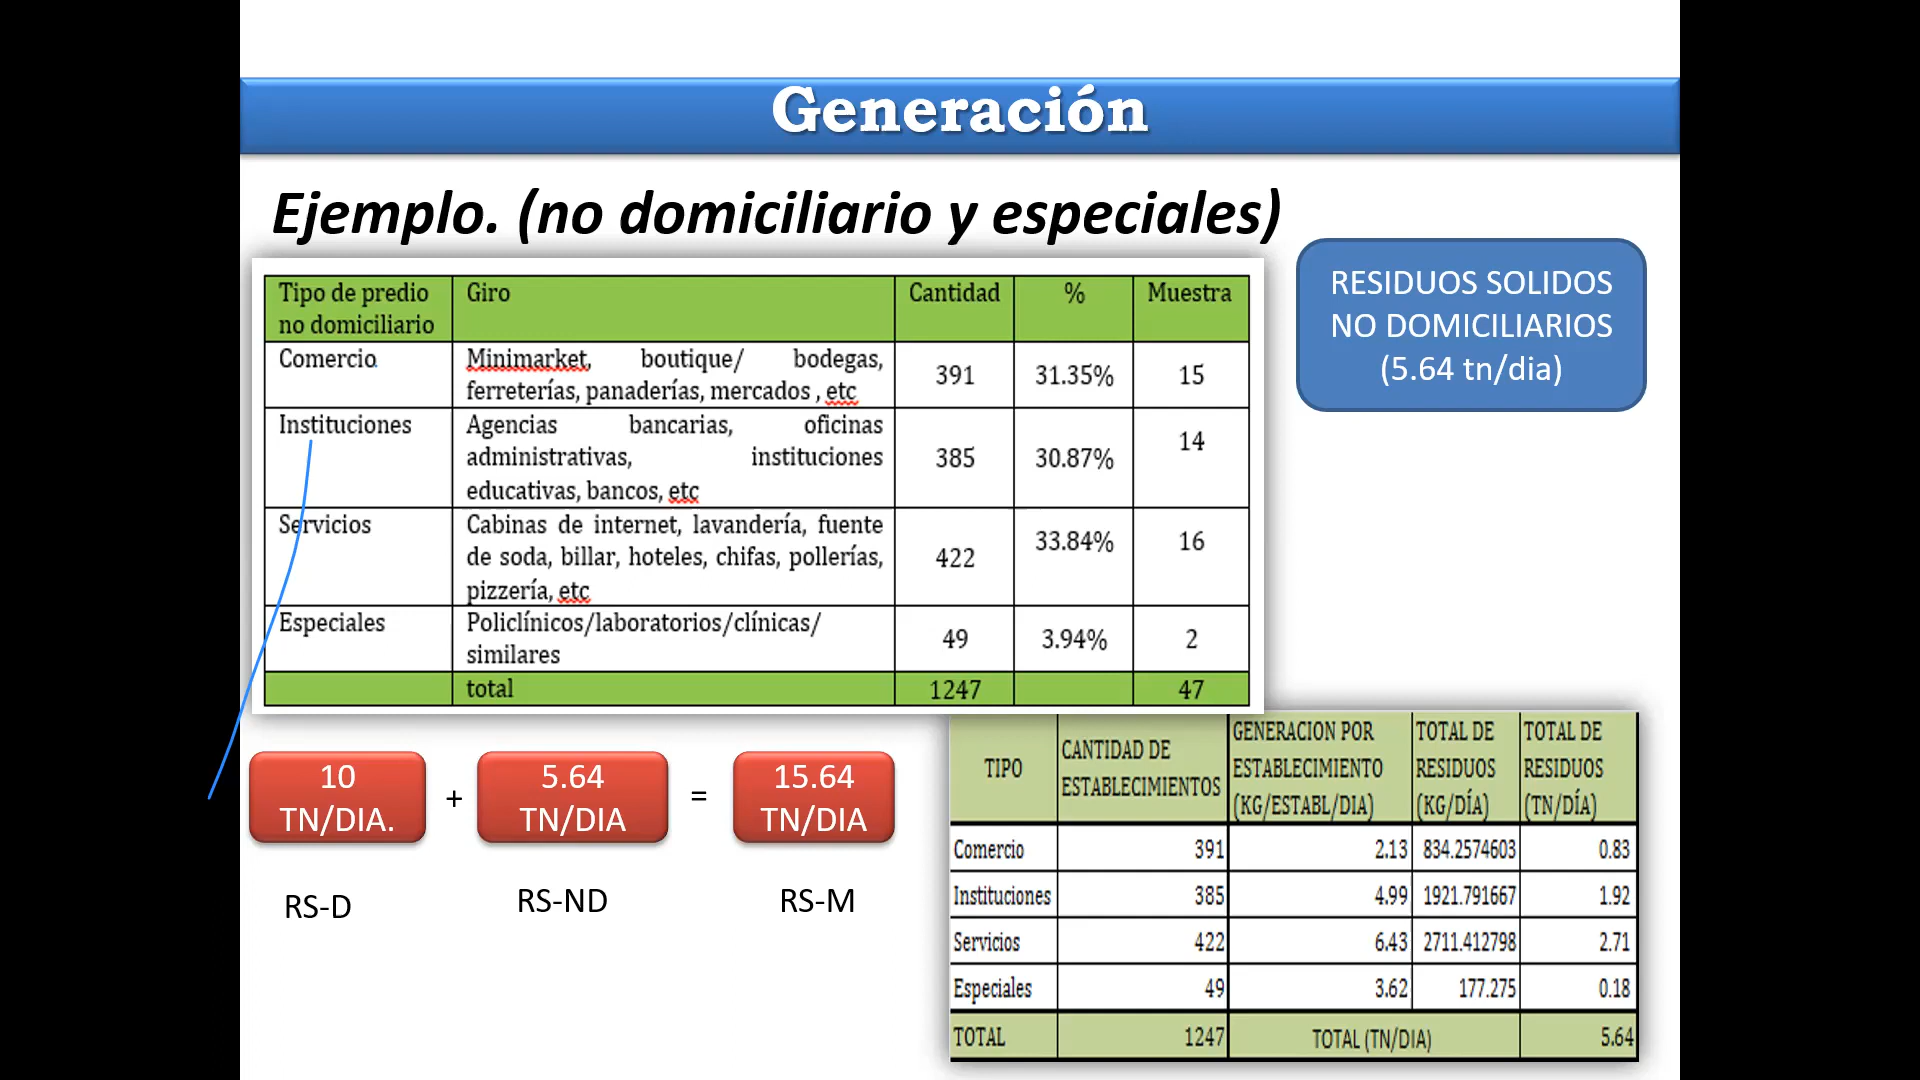 Generación
Ejemplo. (no domiciliario y especiales)
RESIDUOS SOLIDOS
NO DOMICILIARIOS
(5.64 tn/dia)
Tipo de predio
no domiciliario
Giro
Cantidad
%
Muestra
Comercio
Minimarket, boutique/ bodegas,
ferreterías, panaderías, mercados , etc
391
31.35%
15
Instituciones
Agencias bancarias, oficinas
administrativas, instituciones
educativas, bancos, etc
385
30.87%
14
Servicios
Cabinas de internet, lavandería, fuente
de soda, billar, hoteles, chifas, pollerías,
pizzería, etc
422
33.84%
16
Especiales
Policlínicos/laboratorios/clínicas/
similares
49
3.94%
2
total
1247
47
10
TN/DIA.
+
5.64
TN/DIA
=
15.64
TN/DIA
RS-D
RS-ND
RS-M
TIPO
CANTIDAD DE
ESTABLECIMIENTOS
GENERACION POR
ESTABLECIMIENTO
(KG/ESTABL/DIA)
TOTAL DE
RESIDUOS
(KG/DÍA)
TOTAL DE
RESIDUOS
(TN/DÍA)
Comercio 391 2.13 834.2574603 0.83
Instituciones 385 4.99 1921.791667 1.92
Servicios 422 6.43 2711.412798 2.71
Especiales 49 3.62 177.275 0.18
TOTAL 1247 TOTAL (TN/DIA) 5.64